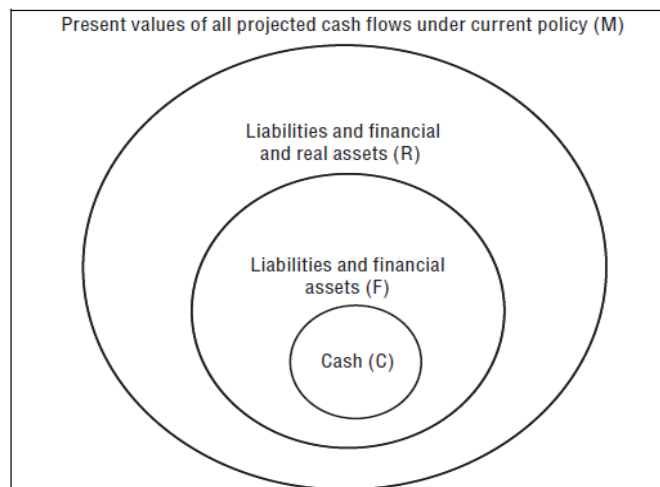 Present values of all projected cash flows under current policy (M)
Liabilities and financial
and real assets (R)
Liabilities and financial
assets (F)
Cash (C)